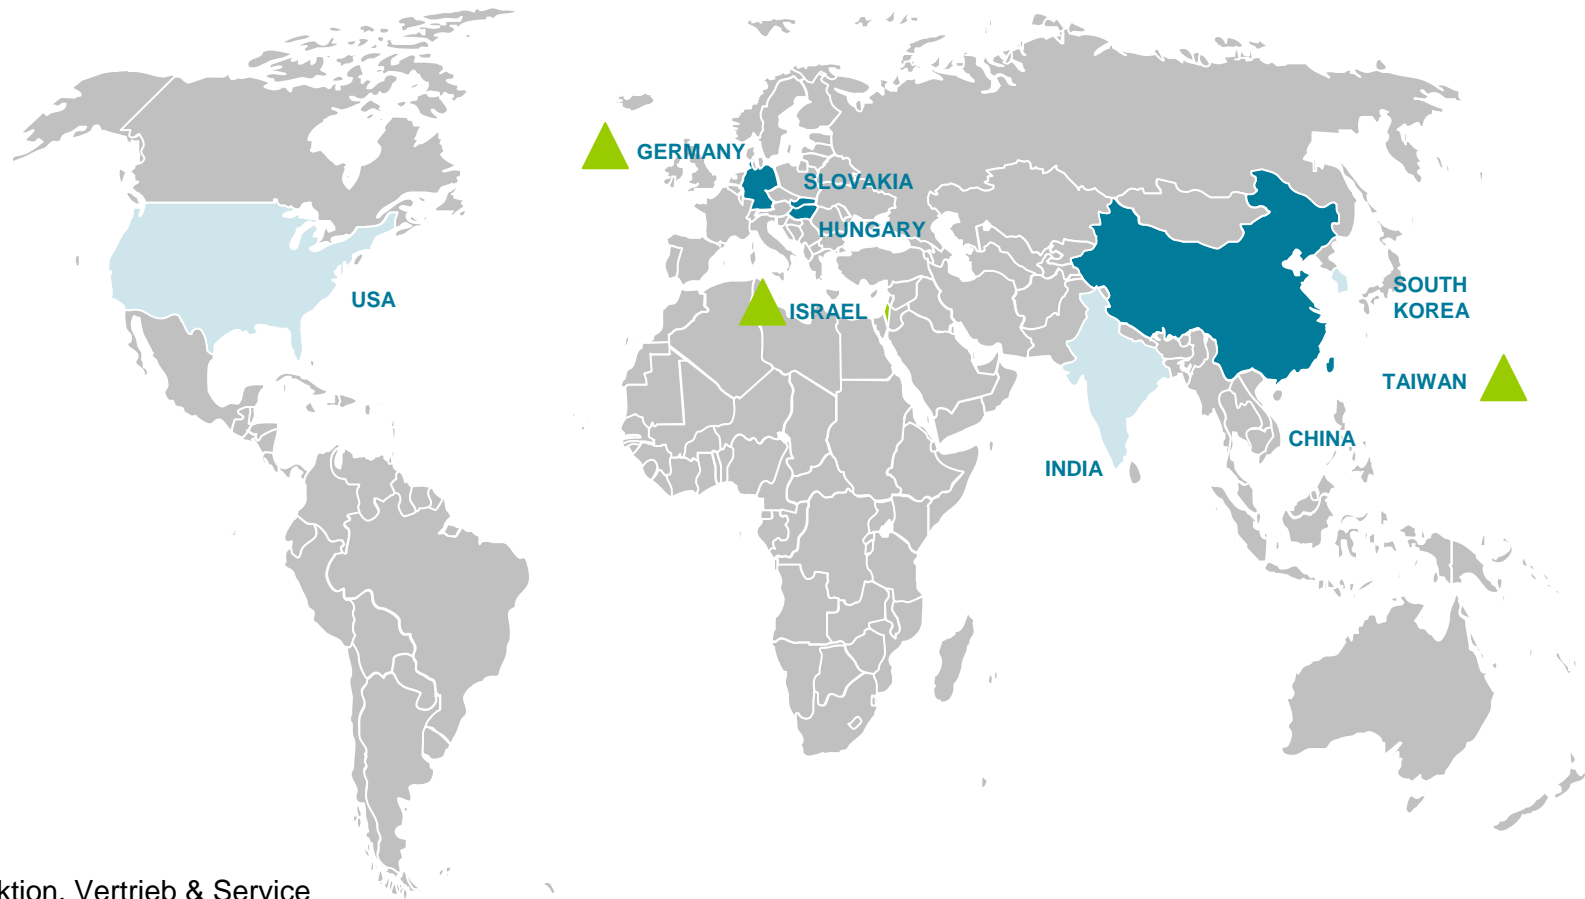 GERMANY
SLOVAKIA
HUNGARY
USA
ISRAEL
SOUTH
KOREA
TAIWAN
CHINA
INDIA
ktion, Vertrieb & Service